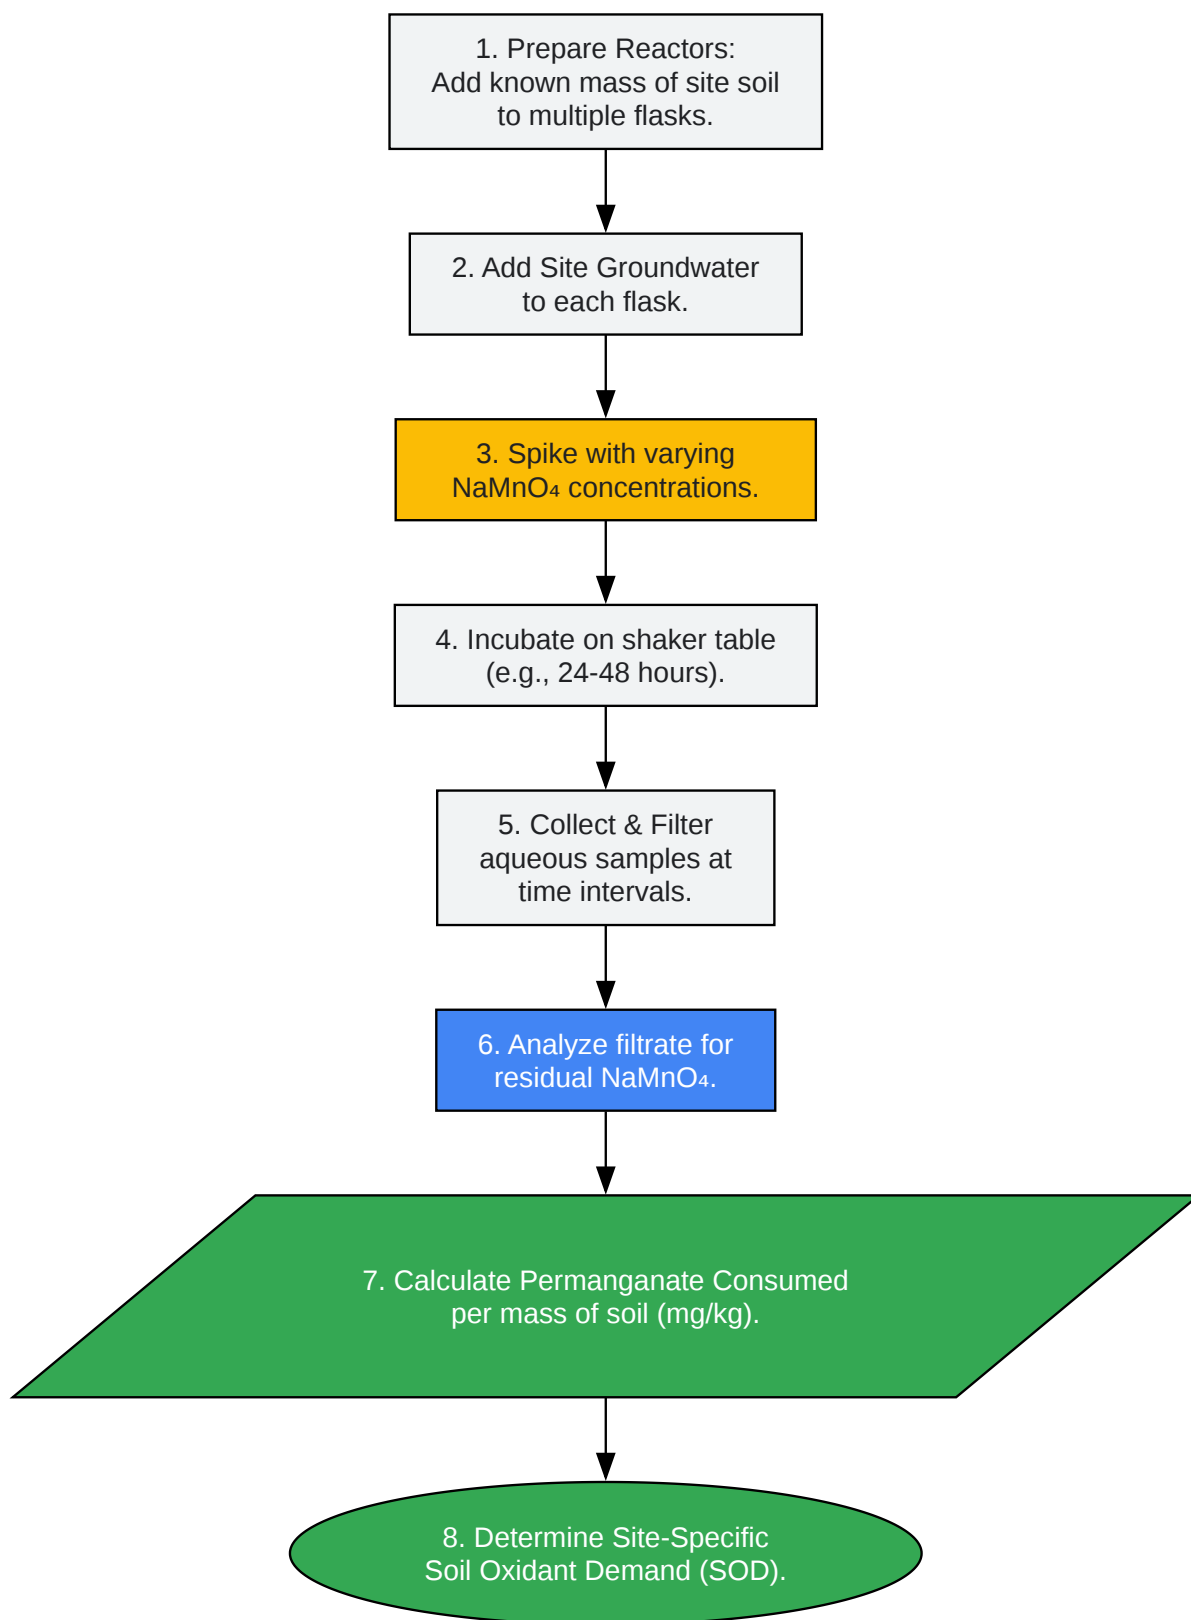 1. Prepare Reactors:
Add known mass of site soil
to multiple flasks.
2. Add Site Groundwater
to each flask.
3. Spike with varying
NaMnO₄ concentrations.
4. Incubate on shaker table
(e.g., 24-48 hours).
5. Collect & Filter
aqueous samples at
time intervals.
6. Analyze filtrate for
residual NaMnO₄.
7. Calculate Permanganate Consumed
per mass of soil (mg/kg).
8. Determine Site-Specific
Soil Oxidant Demand (SOD).